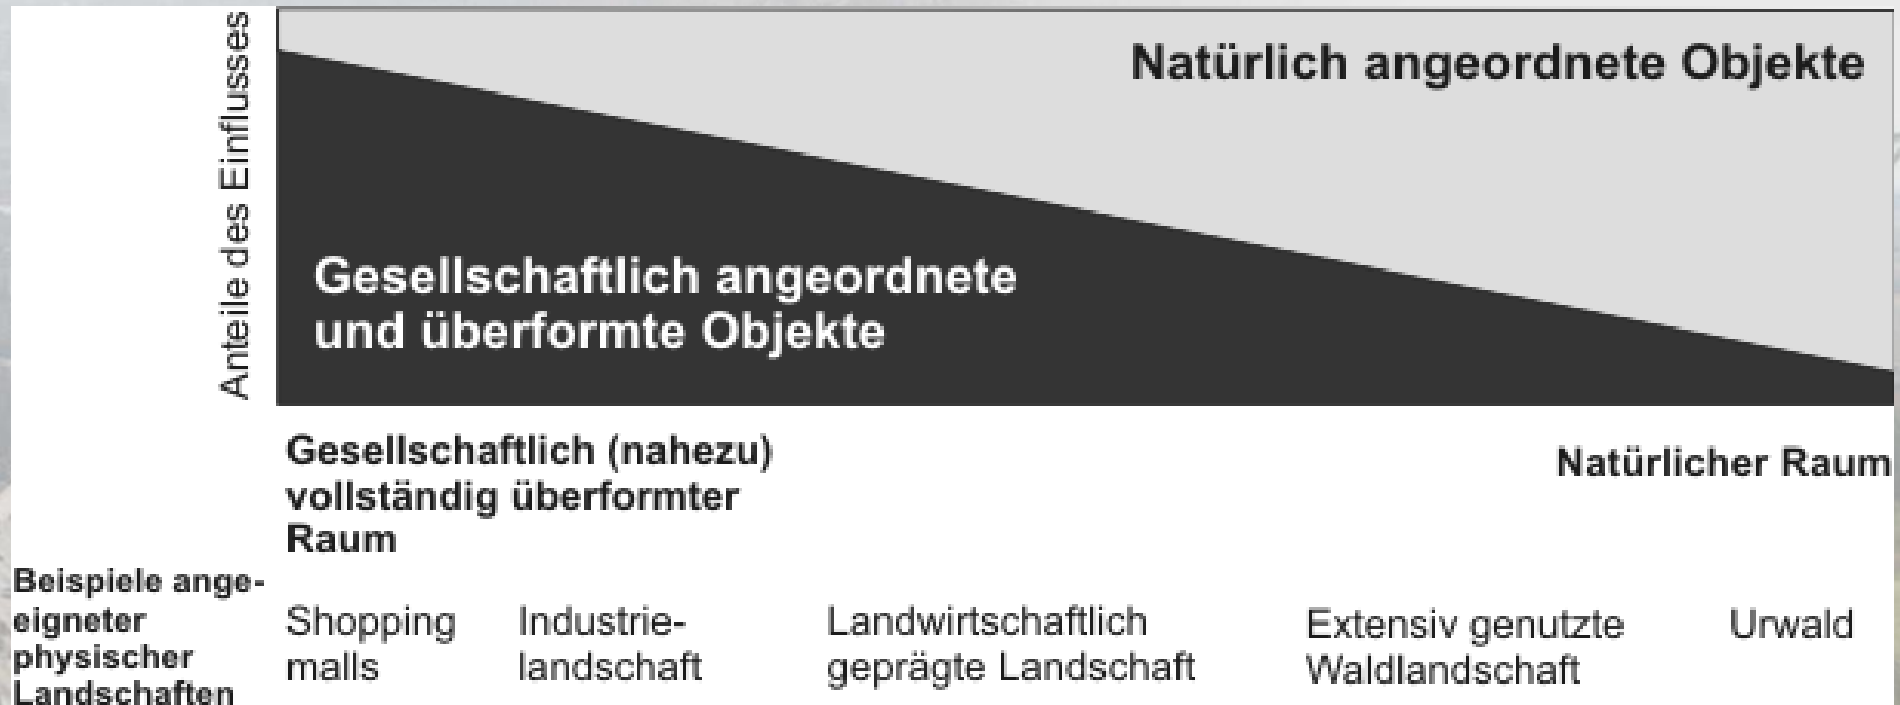 Anteile des Einflusses
Natürlich angeordnete Objekte
Gesellschaftlich angeordnete
und überformte Objekte
Gesellschaftlich (nahezu)
vollständig überformter
Raum
Natürlicher Raum
Beispiele ange-
eigneter
physischer
Landschaften
Shopping
malls
Industrie-
landschaft
Landwirtschaftlich
geprägte Landschaft
Extensiv genutzte
Waldlandschaft
Urwald